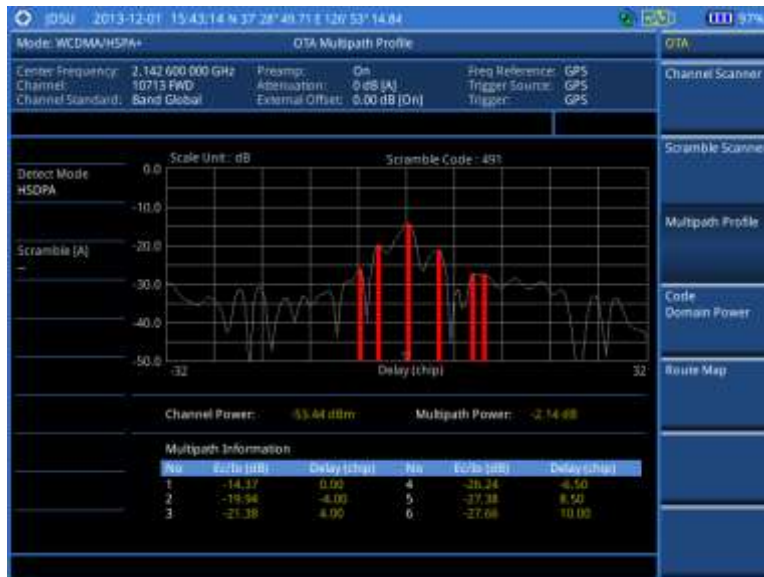 JDSU 2013-12-01 15:43:14 N 37 28' 49.71 E 126 53' 14.84 97%
Mode: WCDMA/HSPA+ OTA Multipath Profile OTA
Center Frequency: 2.142 600 000 GHz Preamp: On Freq Reference: GPS
Channel: 10713 FWD Attenuation: 0 dB [A] Trigger Source: GPS
Channel Standard: Band Global External Offset: 0.00 dB [On] Trigger: GPS
Channel Scanner
Scramble Scanner
Multipath Profile
Code
Domain Power
Route Map
Detect Mode
HSDPA
Scramble [A]
--
Scale Unit : dB Scramble Code : 491
0.0
-10.0
-20.0
-30.0
-40.0
-50.0
-32 Delay (chip) 32
Channel Power: -53.44 dBm Multipath Power: -2.14 dB
Multipath Information
No Ec/Io (dB) Delay (chip) No Ec/Io (dB) Delay (chip)
1 -14.37 0.00 4 -26.24 -6.50
2 -19.94 -4.00 5 -27.38 8.50
3 -21.38 4.00 6 -27.66 10.00